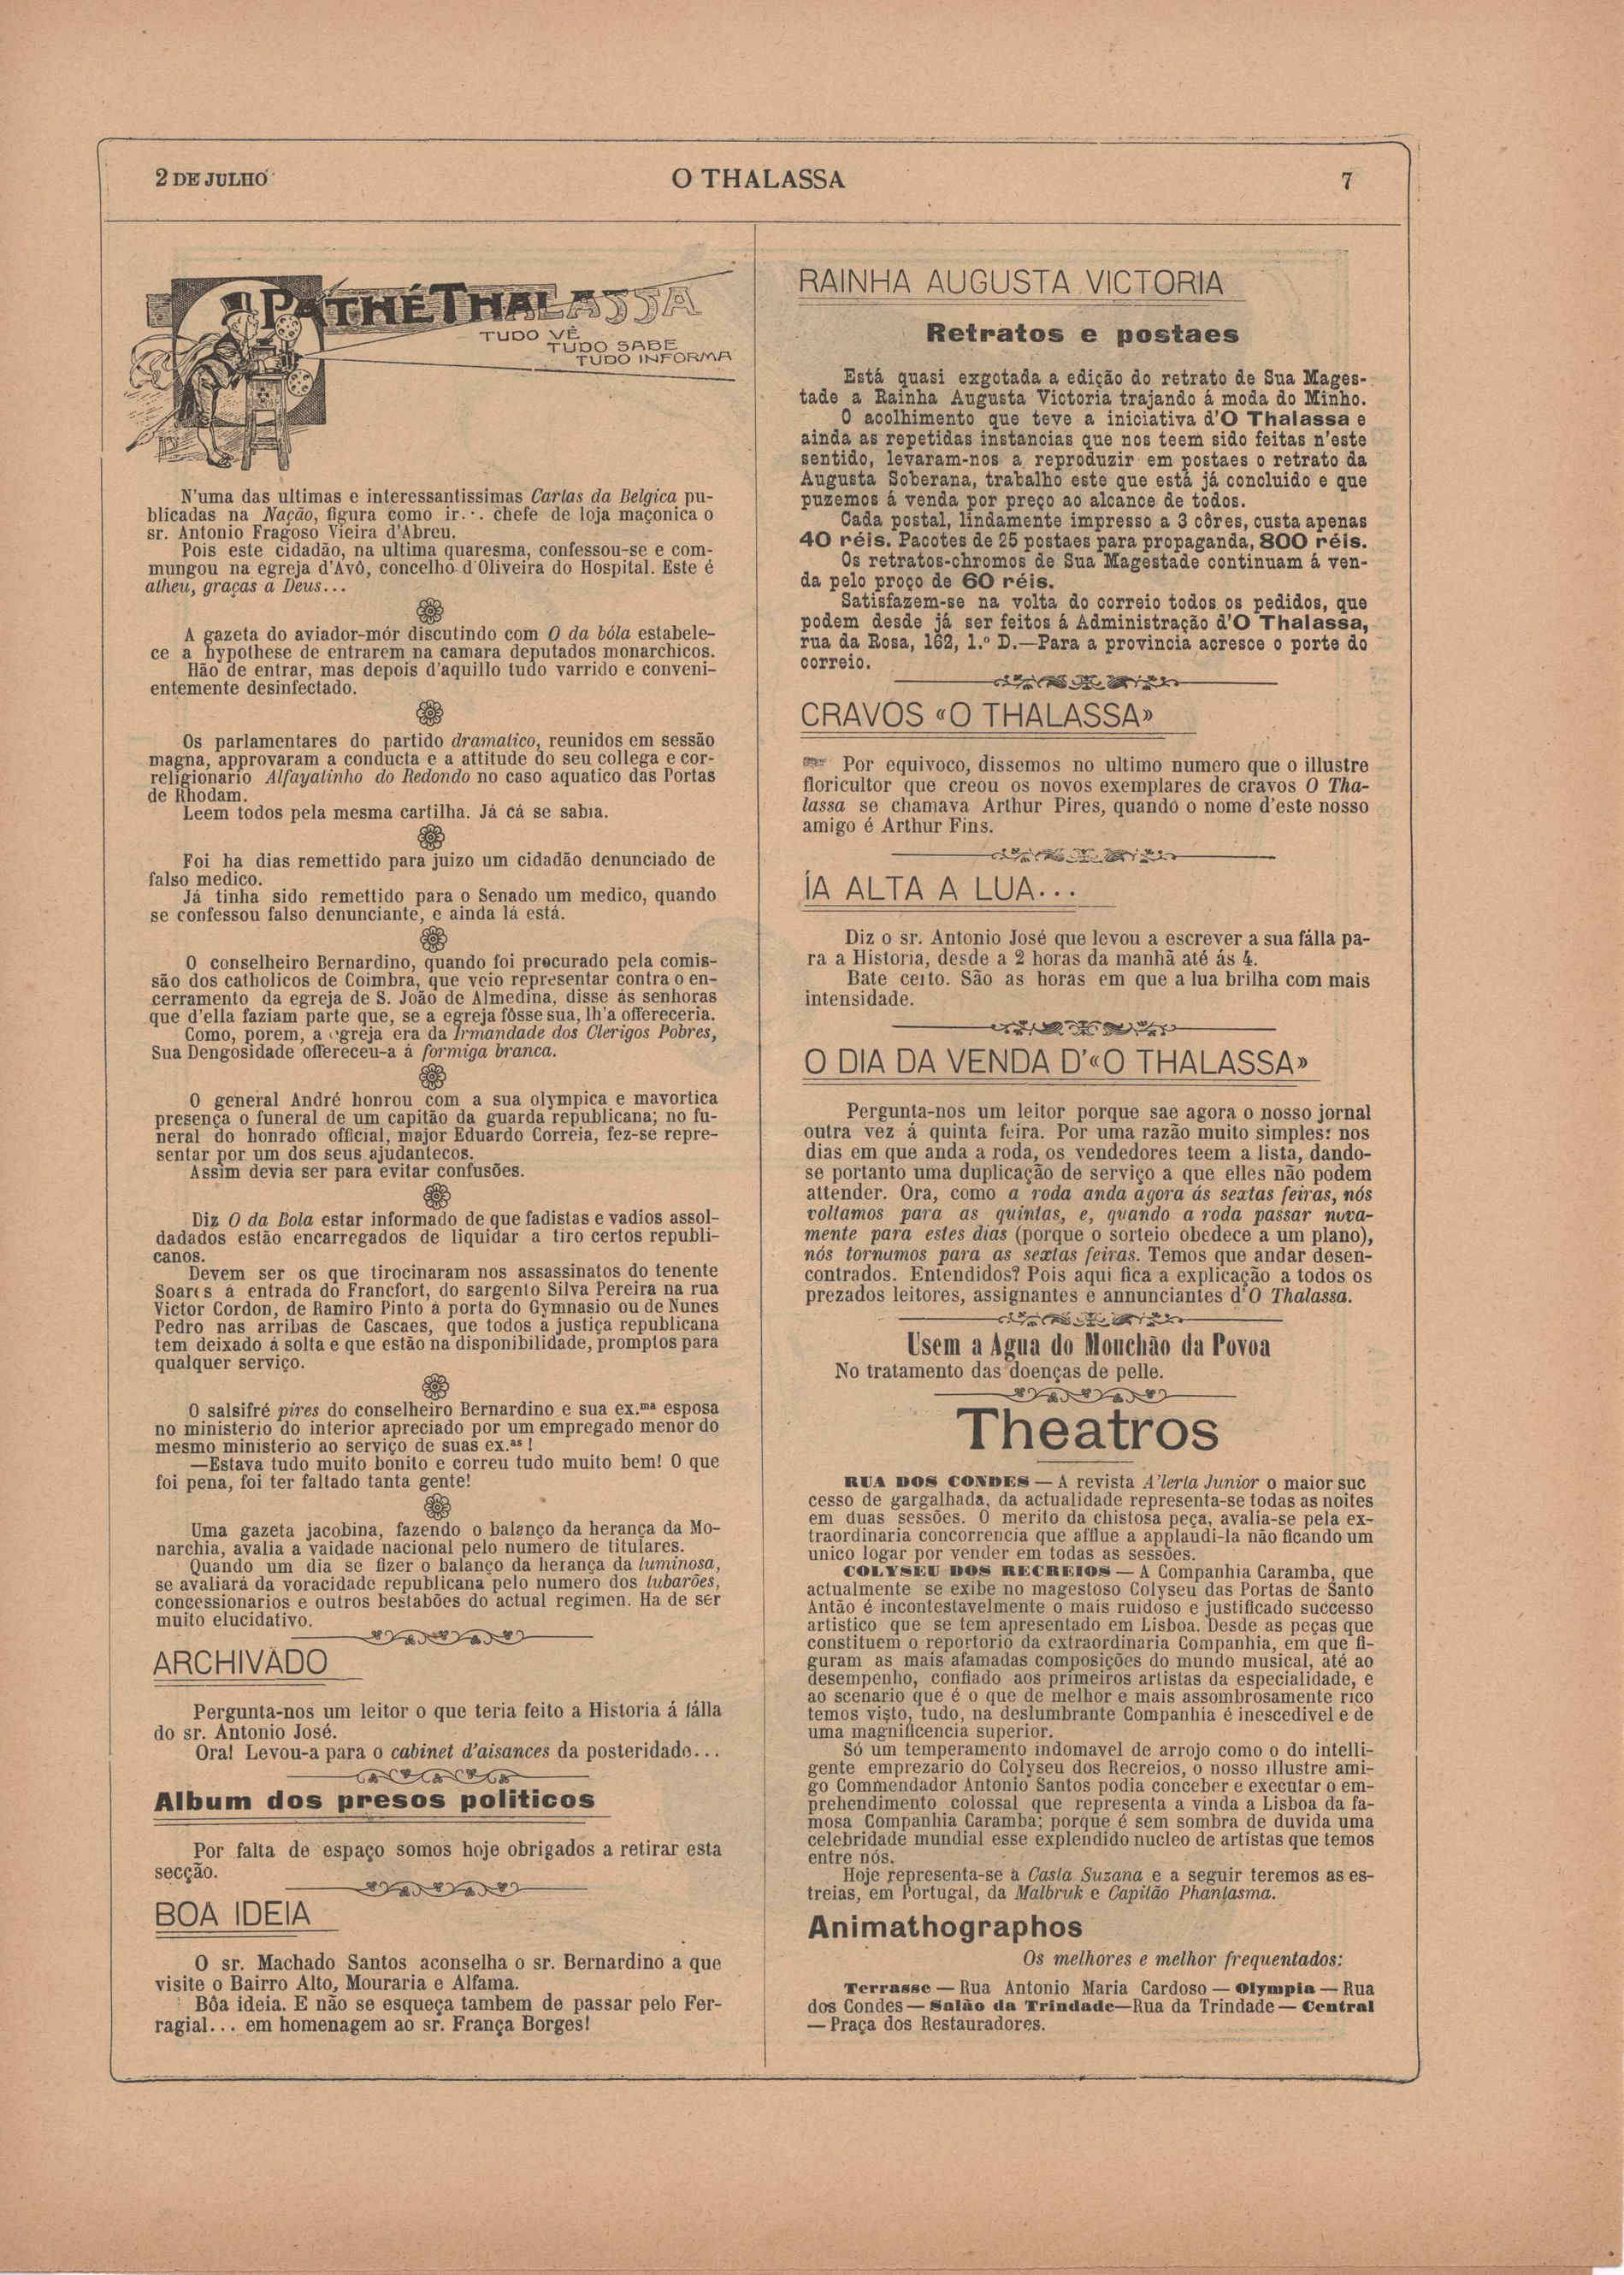 2 DE JULHO
O THALASSA
7
PATHÉ THALASSA
TUDO VÊ
TUDO SABE
TUDO INFORMA
N'uma das ultimas e interessantissimas Cartas da Belgica pu-
blicadas na Nação, figura como ir.·. chefe de loja maçonica o
sr. Antonio Fragoso Vieira d'Abreu.
Pois este cidadão, na ultima quaresma, confessou-se e com-
mungou na egreja d'Avô, concelho d'Oliveira do Hospital. Este é
atheu, graças a Deus...
A gazeta do aviador-mór discutindo com O da bóla estabele-
ce a hypothese de entrarem na camara deputados monarchicos.
Hão de entrar, mas depois d'aquillo tudo varrido e conveni-
entemente desinfectado.
Os parlamentares do partido dramatico, reunidos em sessão
magna, approvaram a conducta e a attitude do seu collega e cor-
religionario Alfayatinho do Redondo no caso aquatico das Portas
de Rhodam.
Leem todos pela mesma cartilha. Já cá se sabia.
Foi ha dias remettido para juizo um cidadão denunciado de
falso medico.
Já tinha sido remettido para o Senado um medico, quando
se confessou falso denunciante, e ainda lá está.
O conselheiro Bernardino, quando foi procurado pela comis-
são dos catholicos de Coimbra, que veio representar contra o en-
cerramento da egreja de S. João de Almedina, disse ás senhoras
que d'ella faziam parte que, se a egreja fôsse sua, lh'a offereceria.
Como, porem, a egreja era da Irmandade dos Clerigos Pobres,
Sua Dengosidade offereceu-a á formiga branca.
O general André honrou com a sua olympica e mavortica
presença o funeral de um capitão da guarda republicana; no fu-
neral do honrado official, major Eduardo Correia, fez-se repre-
sentar por um dos seus ajudantecos.
Assim devia ser para evitar confusões.
Diz O da Bola estar informado de que fadistas e vadios assol-
dadados estão encarregados de liquidar a tiro certos republi-
canos.
Devem ser os que tirocinaram nos assassinatos do tenente
Soares á entrada do Francfort, do sargento Silva Pereira na rua
Victor Cordon, de Ramiro Pinto á porta do Gymnasio ou de Nunes
Pedro nas arribas de Cascaes, que todos a justiça republicana
tem deixado á solta e que estão na disponibilidade, promptos para
qualquer serviço.
O salsifré pires do conselheiro Bernardino e sua ex.ma esposa
no ministerio do interior apreciado por um empregado menor do
mesmo ministerio ao serviço de suas ex.as!
—Estava tudo muito bonito e correu tudo muito bem! O que
foi pena, foi ter faltado tanta gente!
Uma gazeta jacobina, fazendo o balanço da herança da Mo-
narchia, avalia a vaidade nacional pelo numero de titulares.
Quando um dia se fizer o balanço da herança da luminosa,
se avaliará da voracidade republicana pelo numero dos tubarões,
concessionarios e outros bestabões do actual regimen. Ha de ser
muito elucidativo.
ARCHIVADO
Pergunta-nos um leitor o que teria feito a Historia á fálla
do sr. Antonio José.
Ora! Levou-a para o cabinet d'aisances da posteridade...
Album dos presos politicos
Por falta de espaço somos hoje obrigados a retirar esta
secção.
BOA IDEIA
O sr. Machado Santos aconselha o sr. Bernardino a que
visite o Bairro Alto, Mouraria e Alfama.
Bôa ideia. E não se esqueça tambem de passar pelo Fer-
ragial... em homenagem ao sr. França Borges!
RAINHA AUGUSTA VICTORIA
Retratos e postaes
Está quasi exgotada a edição do retrato de Sua Mages-
tade a Rainha Augusta Victoria trajando á moda do Minho.
O acolhimento que teve a iniciativa d'O Thalassa e
ainda as repetidas instancias que nos teem sido feitas n'este
sentido, levaram-nos a reproduzir em postaes o retrato da
Augusta Soberana, trabalho este que está já concluido e que
puzemos á venda por preço ao alcance de todos.
Cada postal, lindamente impresso a 3 côres, custa apenas
40 réis. Pacotes de 25 postaes para propaganda, 800 réis.
Os retratos-chromos de Sua Magestade continuam á ven-
da pelo proço de 60 réis.
Satisfazem-se na volta do correio todos os pedidos, que
podem desde já ser feitos á Administração d'O Thalassa,
rua da Rosa, 162, 1.º D.—Para a provincia acresce o porte do
correio.
CRAVOS «O THALASSA»
Por equivoco, dissemos no ultimo numero que o illustre
floricultor que creou os novos exemplares de cravos O Tha-
lassa se chamava Arthur Pires, quando o nome d'este nosso
amigo é Arthur Fins.
ÍA ALTA A LUA...
Diz o sr. Antonio José que levou a escrever a sua fálla pa-
ra a Historia, desde a 2 horas da manhã até ás 4.
Bate certo. São as horas em que a lua brilha com mais
intensidade.
O DIA DA VENDA D'«O THALASSA»
Pergunta-nos um leitor porque sae agora o nosso jornal
outra vez á quinta feira. Por uma razão muito simples: nos
dias em que anda a roda, os vendedores teem a lista, dando-
se portanto uma duplicação de serviço a que elles não podem
attender. Ora, como a roda anda agora ás sextas feiras, nós
voltamos para as quintas, e, quando a roda passar nova-
mente para estes dias (porque o sorteio obedece a um plano),
nós tornamos para as sextas feiras. Temos que andar desen-
contrados. Entendidos? Pois aqui fica a explicação a todos os
prezados leitores, assignantes e annunciantes d'O Thalassa.
Usem a Agua do Mouchão da Povoa
No tratamento das doenças de pelle.
Theatros
RUA DOS CONDES — A revista A'lerta Junior o maior suc
cesso de gargalhada, da actualidade representa-se todas as noites
em duas sessões. O merito da chistosa peça, avalia-se pela ex-
traordinaria concorrencia que afflue a applaudi-la não ficando um
unico logar por vender em todas as sessões.
COLYSEU DOS RECREIOS — A Companhia Caramba, que
actualmente se exibe no magestoso Colyseu das Portas de Santo
Antão é incontestavelmente o mais ruidoso e justificado successo
artistico que se tem apresentado em Lisboa. Desde as peças que
constituem o reportorio da extraordinaria Companhia, em que fi-
guram as mais afamadas composições do mundo musical, até ao
desempenho, confiado aos primeiros artistas da especialidade, e
ao scenario que é o que de melhor e mais assombrosamente rico
temos visto, tudo, na deslumbrante Companhia é inescedivel e de
uma magnificencia superior.
Só um temperamento indomavel de arrojo como o do intelli-
gente emprezario do Colyseu dos Recreios, o nosso illustre ami-
go Commendador Antonio Santos podia conceber e executar o em-
prehendimento colossal que representa a vinda a Lisboa da fa-
mosa Companhia Caramba; porque é sem sombra de duvida uma
celebridade mundial esse explendido nucleo de artistas que temos
entre nós.
Hoje representa-se a Casta Suzana e a seguir teremos as es-
treias, em Portugal, da Malbruk e Capitão Phantasma.
Animathographos
Os melhores e melhor frequentados:
Terrasse — Rua Antonio Maria Cardoso — Olympia — Rua
dos Condes — Salão da Trindade—Rua da Trindade — Central
— Praça dos Restauradores.